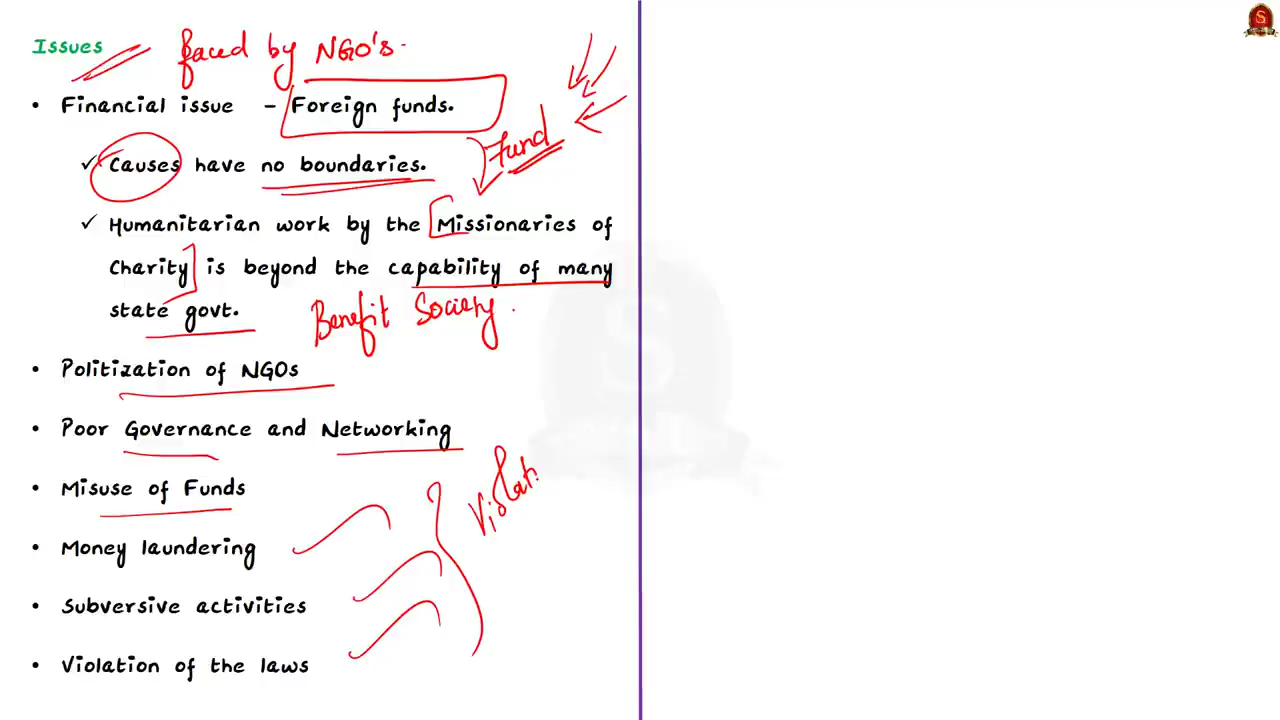 Issues faced by NGO's.
• Financial issue - Foreign funds.
Fund
✓ Causes have no boundaries.
✓ Humanitarian work by the Missionaries of
Charity is beyond the capability of many
state govt.
Benefit Society.
• Politization of NGOs
• Poor Governance and Networking
• Misuse of Funds
Violati
• Money laundering
• Subversive activities
• Violation of the laws